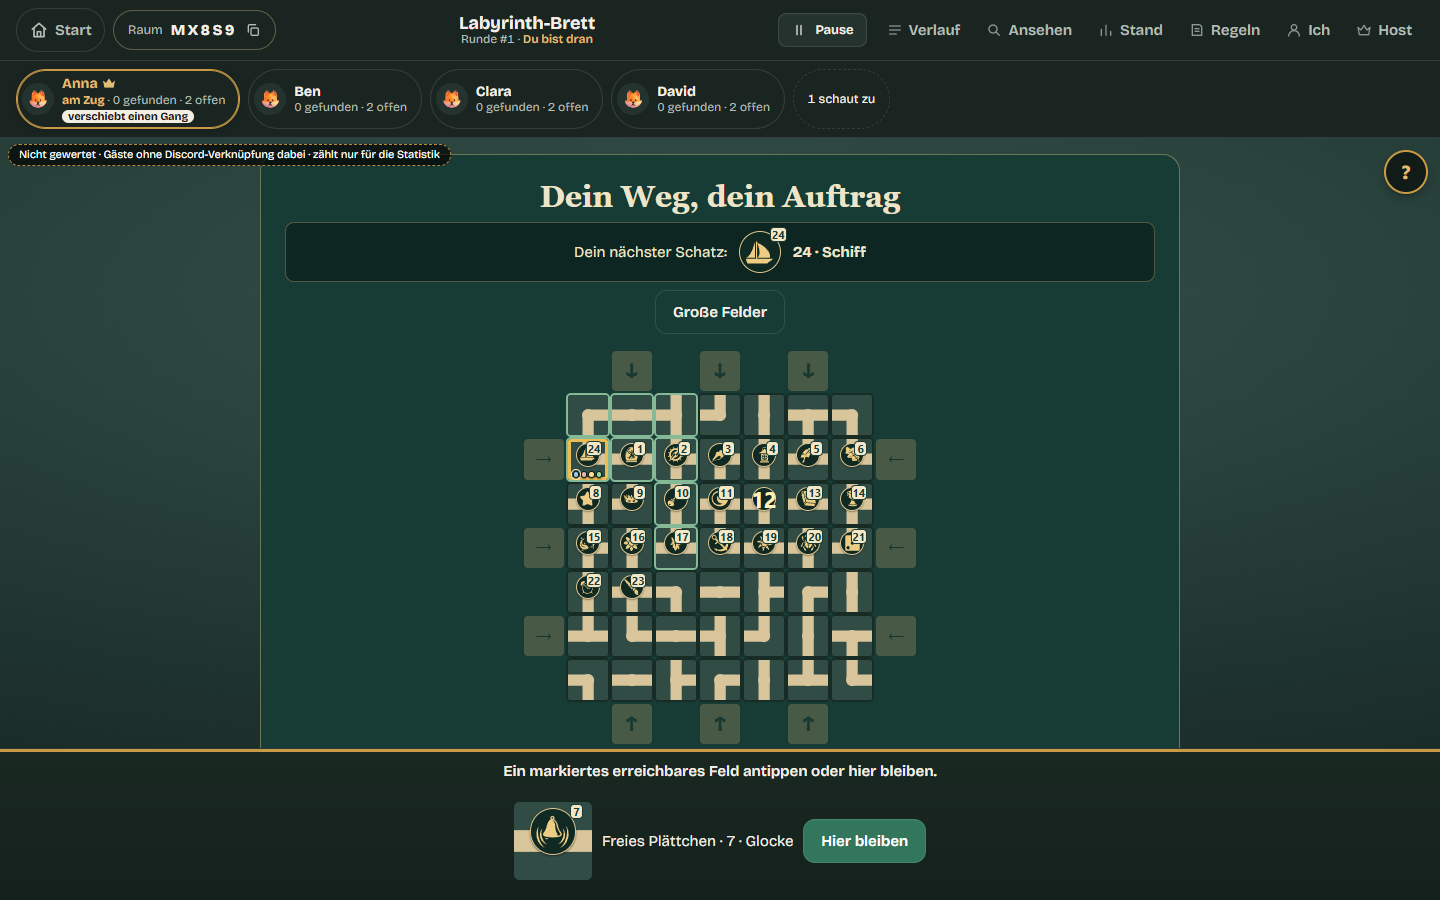 Start
Raum MX8S9
Labyrinth-Brett
Runde #1 · Du bist dran
Pause
Verlauf
Ansehen
Stand
Regeln
Ich
Host
Anna
am Zug · 0 gefunden · 2 offen
verschiebt einen Gang
Ben
0 gefunden · 2 offen
Clara
0 gefunden · 2 offen
David
0 gefunden · 2 offen
1 schaut zu
Nicht gewertet · Gäste ohne Discord-Verknüpfung dabei · zählt nur für die Statistik
?
Dein Weg, dein Auftrag
Dein nächster Schatz: 24 24 · Schiff
Große Felder
↓ ↓ ↓
→ 24 1 2 3 4 5 6 ←
8 9 10 11 12 13 14
→ 15 16 17 18 19 20 21 ←
22 23
→ ←
↑ ↑ ↑
Ein markiertes erreichbares Feld antippen oder hier bleiben.
7
Freies Plättchen · 7 · Glocke
Hier bleiben